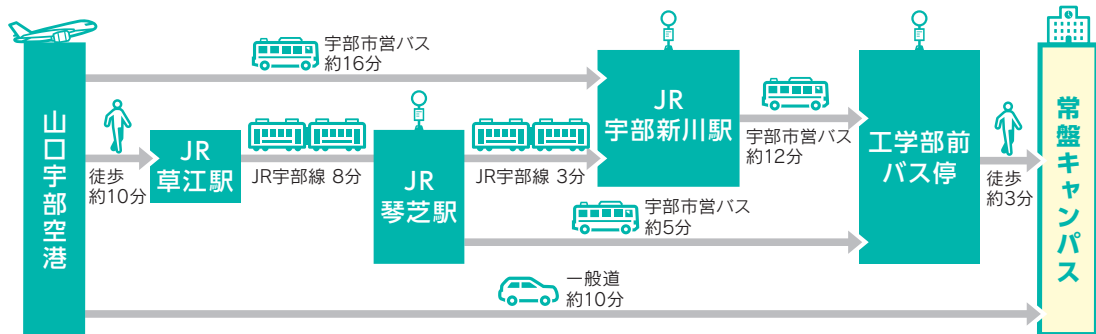 宇部市営バス
約16分
山口宇部空港
徒歩
約10分
JR
草江駅
JR宇部線 8分
JR
琴芝駅
JR宇部線 3分
JR
宇部新川駅
宇部市営バス
約12分
工学部前
バス停
徒歩
約3分
常盤キャンパス
宇部市営バス
約5分
一般道
約10分